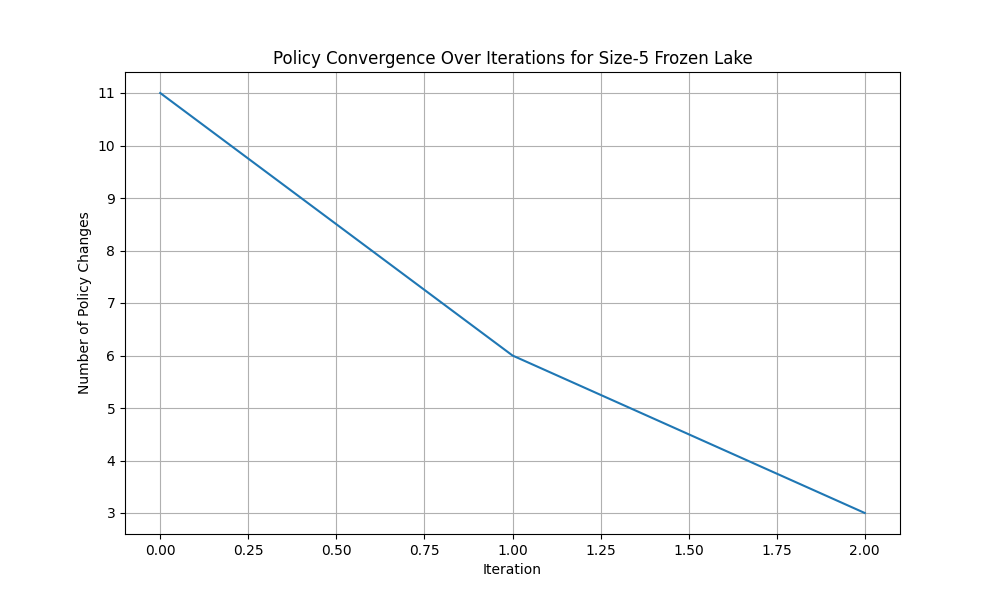 Policy Convergence Over Iterations for Size-5 Frozen Lake
Number of Policy Changes
11
10
9
8
7
6
5
4
3
0.00 0.25 0.50 0.75 1.00 1.25 1.50 1.75 2.00
Iteration